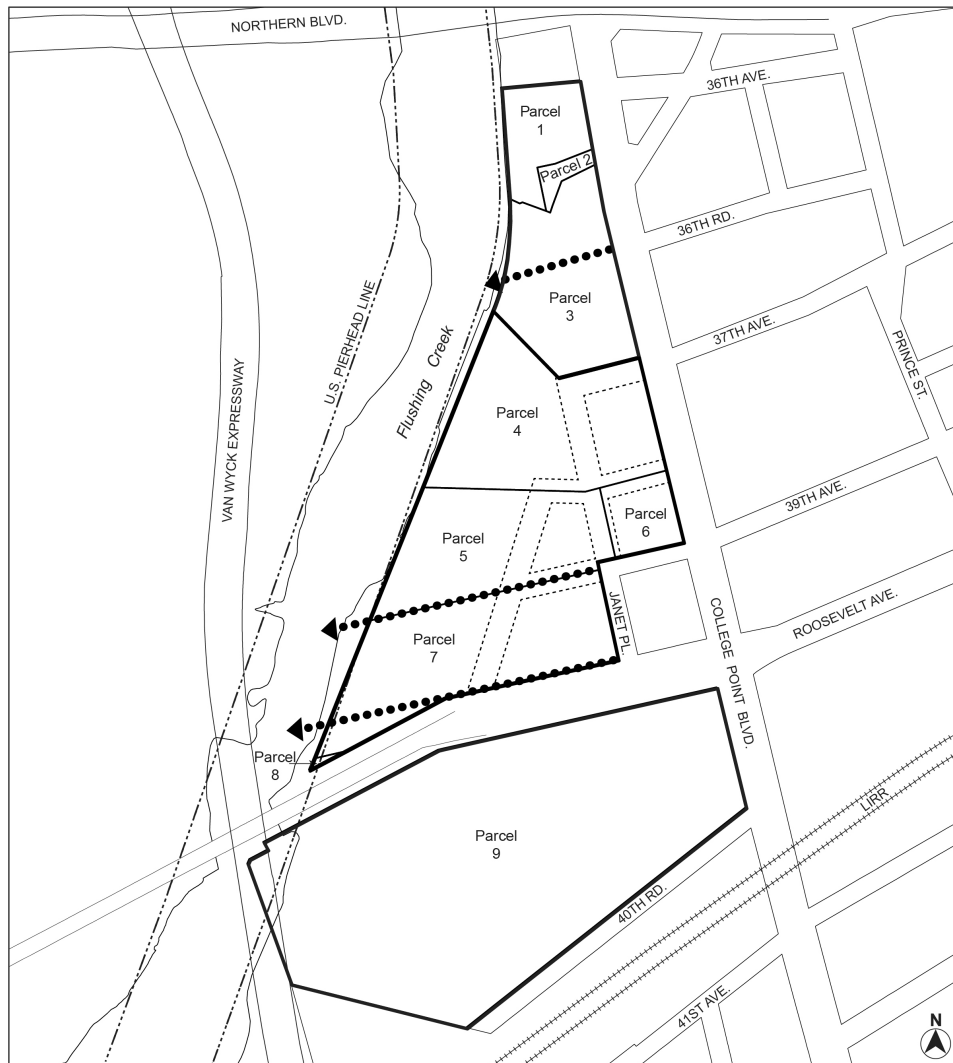 NORTHERN BLVD.
36TH AVE.
Parcel
1
Parcel 2
36TH RD.
Parcel
3
37TH AVE.
U.S. PIERHEAD LINE
Flushing Creek
PRINCE ST.
VAN WYCK EXPRESSWAY
Parcel
4
39TH AVE.
Parcel
6
Parcel
5
JANET PL.
COLLEGE POINT BLVD.
ROOSEVELT AVE.
Parcel
7
Parcel
8
LIRR
Parcel
9
40TH RD.
41ST AVE.
N